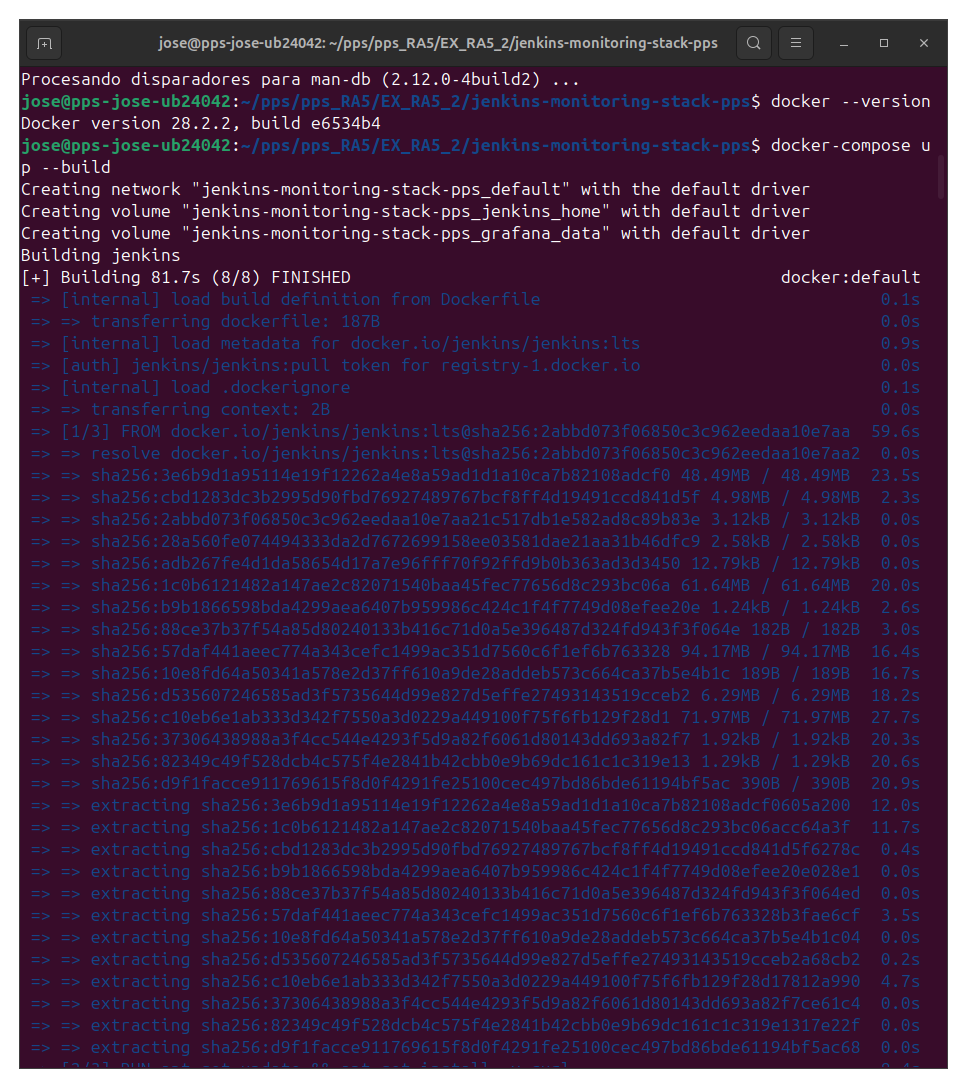 jose@pps-jose-ub24042: ~/pps/pps_RA5/EX_RA5_2/jenkins-monitoring-stack-pps
Procesando disparadores para man-db (2.12.0-4build2) ...
jose@pps-jose-ub24042:~/pps/pps_RA5/EX_RA5_2/jenkins-monitoring-stack-pps$ docker --version
Docker version 28.2.2, build e6534b4
jose@pps-jose-ub24042:~/pps/pps_RA5/EX_RA5_2/jenkins-monitoring-stack-pps$ docker-compose u
p --build
Creating network "jenkins-monitoring-stack-pps_default" with the default driver
Creating volume "jenkins-monitoring-stack-pps_jenkins_home" with default driver
Creating volume "jenkins-monitoring-stack-pps_grafana_data" with default driver
Building jenkins
[+] Building 81.7s (8/8) FINISHED docker:default
=> [internal] load build definition from Dockerfile 0.1s
=> => transferring dockerfile: 187B 0.0s
=> [internal] load metadata for docker.io/jenkins/jenkins:lts 0.9s
=> [auth] jenkins/jenkins:pull token for registry-1.docker.io 0.0s
=> [internal] load .dockerignore 0.1s
=> => transferring context: 2B 0.0s
=> [1/3] FROM docker.io/jenkins/jenkins:lts@sha256:2abbd073f06850c3c962eedaa10e7aa 59.6s
=> => resolve docker.io/jenkins/jenkins:lts@sha256:2abbd073f06850c3c962eedaa10e7aa2 0.0s
=> => sha256:3e6b9d1a95114e19f12262a4e8a59ad1d1a10ca7b82108adcf0 48.49MB / 48.49MB 23.5s
=> => sha256:cbd1283dc3b2995d90fbd76927489767bcf8ff4d19491ccd841d5f 4.98MB / 4.98MB 2.3s
=> => sha256:2abbd073f06850c3c962eedaa10e7aa21c517db1e582ad8c89b83e 3.12kB / 3.12kB 0.0s
=> => sha256:28a560fe074494333da2d7672699158ee03581dae21aa31b46dfc9 2.58kB / 2.58kB 0.0s
=> => sha256:adb267fe4d1da58654d17a7e96fff70f92ffd9b0b363ad3d3450 12.79kB / 12.79kB 0.0s
=> => sha256:1c0b6121482a147ae2c82071540baa45fec77656d8c293bc06a 61.64MB / 61.64MB 20.0s
=> => sha256:b9b1866598bda4299aea6407b959986c424c1f4f7749d08efee20e 1.24kB / 1.24kB 2.6s
=> => sha256:88ce37b37f54a85d80240133b416c71d0a5e396487d324fd943f3f064e 182B / 182B 3.0s
=> => sha256:57daf441aeec774a343cefc1499ac351d7560c6f1ef6b763328 94.17MB / 94.17MB 16.4s
=> => sha256:10e8fd64a50341a578e2d37ff610a9de28addeb573c664ca37b5e4b1c 189B / 189B 16.7s
=> => sha256:d535607246585ad3f5735644d99e827d5effe27493143519cceb2 6.29MB / 6.29MB 18.2s
=> => sha256:c10eb6e1ab333d342f7550a3d0229a449100f75f6fb129f28d1 71.97MB / 71.97MB 27.7s
=> => sha256:37306438988a3f4cc544e4293f5d9a82f6061d80143dd693a82f7 1.92kB / 1.92kB 20.3s
=> => sha256:82349c49f528dcb4c575f4e2841b42cbb0e9b69dc161c1c319e13 1.29kB / 1.29kB 20.6s
=> => sha256:d9f1facce911769615f8d0f4291fe25100cec497bd86bde61194bf5ac 390B / 390B 20.9s
=> => extracting sha256:3e6b9d1a95114e19f12262a4e8a59ad1d1a10ca7b82108adcf0605a200 12.0s
=> => extracting sha256:1c0b6121482a147ae2c82071540baa45fec77656d8c293bc06acc64a3f 11.7s
=> => extracting sha256:cbd1283dc3b2995d90fbd76927489767bcf8ff4d19491ccd841d5f6278c 0.4s
=> => extracting sha256:b9b1866598bda4299aea6407b959986c424c1f4f7749d08efee20e028e1 0.0s
=> => extracting sha256:88ce37b37f54a85d80240133b416c71d0a5e396487d324fd943f3f064ed 0.0s
=> => extracting sha256:57daf441aeec774a343cefc1499ac351d7560c6f1ef6b763328b3fae6cf 3.5s
=> => extracting sha256:10e8fd64a50341a578e2d37ff610a9de28addeb573c664ca37b5e4b1c04 0.0s
=> => extracting sha256:d535607246585ad3f5735644d99e827d5effe27493143519cceb2a68cb2 0.2s
=> => extracting sha256:c10eb6e1ab333d342f7550a3d0229a449100f75f6fb129f28d17812a990 4.7s
=> => extracting sha256:37306438988a3f4cc544e4293f5d9a82f6061d80143dd693a82f7ce61c4 0.0s
=> => extracting sha256:82349c49f528dcb4c575f4e2841b42cbb0e9b69dc161c1c319e1317e22f 0.0s
=> => extracting sha256:d9f1facce911769615f8d0f4291fe25100cec497bd86bde61194bf5ac68 0.0s